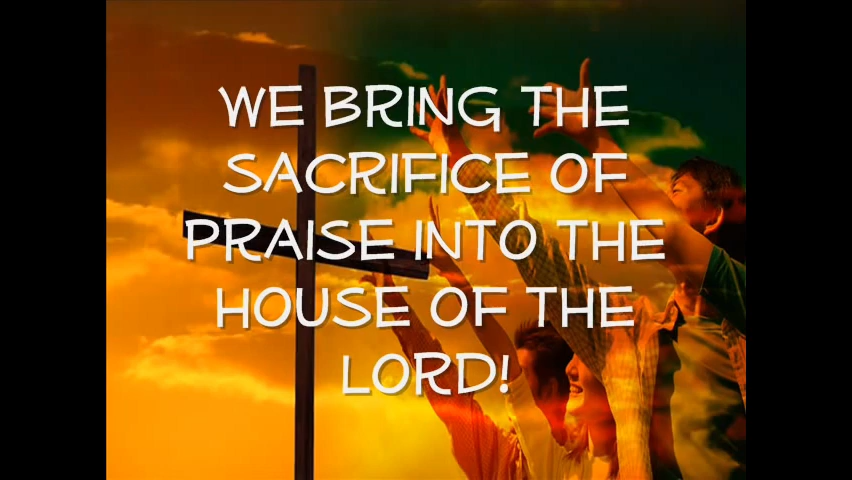 WE BRING THE
SACRIFICE OF
PRAISE INTO THE
HOUSE OF THE
LORD!